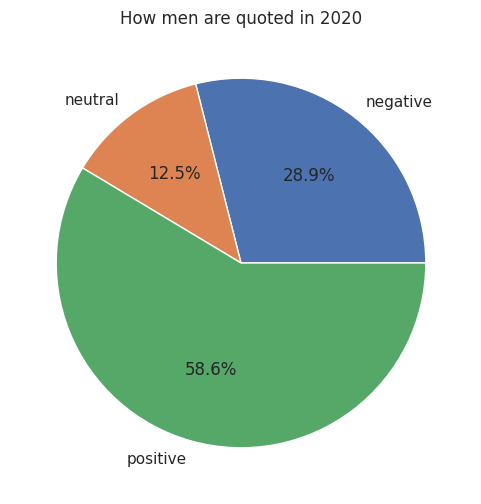 How men are quoted in 2020
neutral
negative
12.5%
28.9%
58.6%
positive